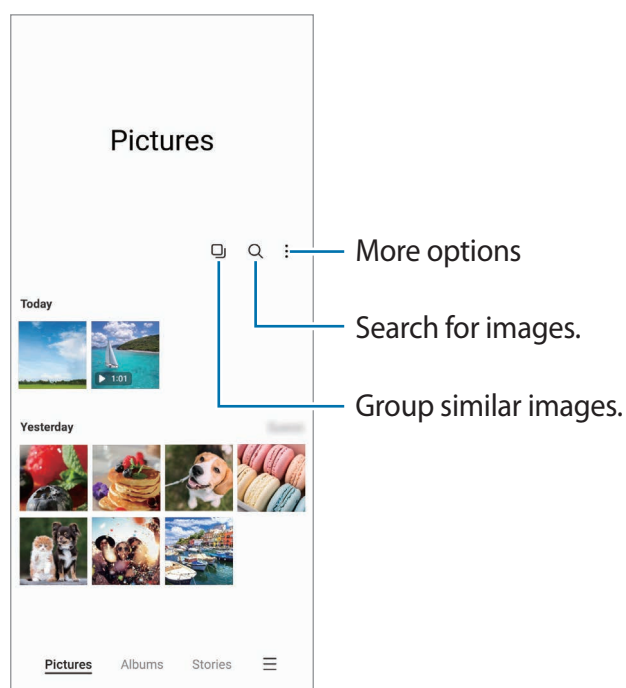 Pictures
More options
Search for images.
Group similar images.
Today
1:01
Yesterday
Pictures Albums Stories